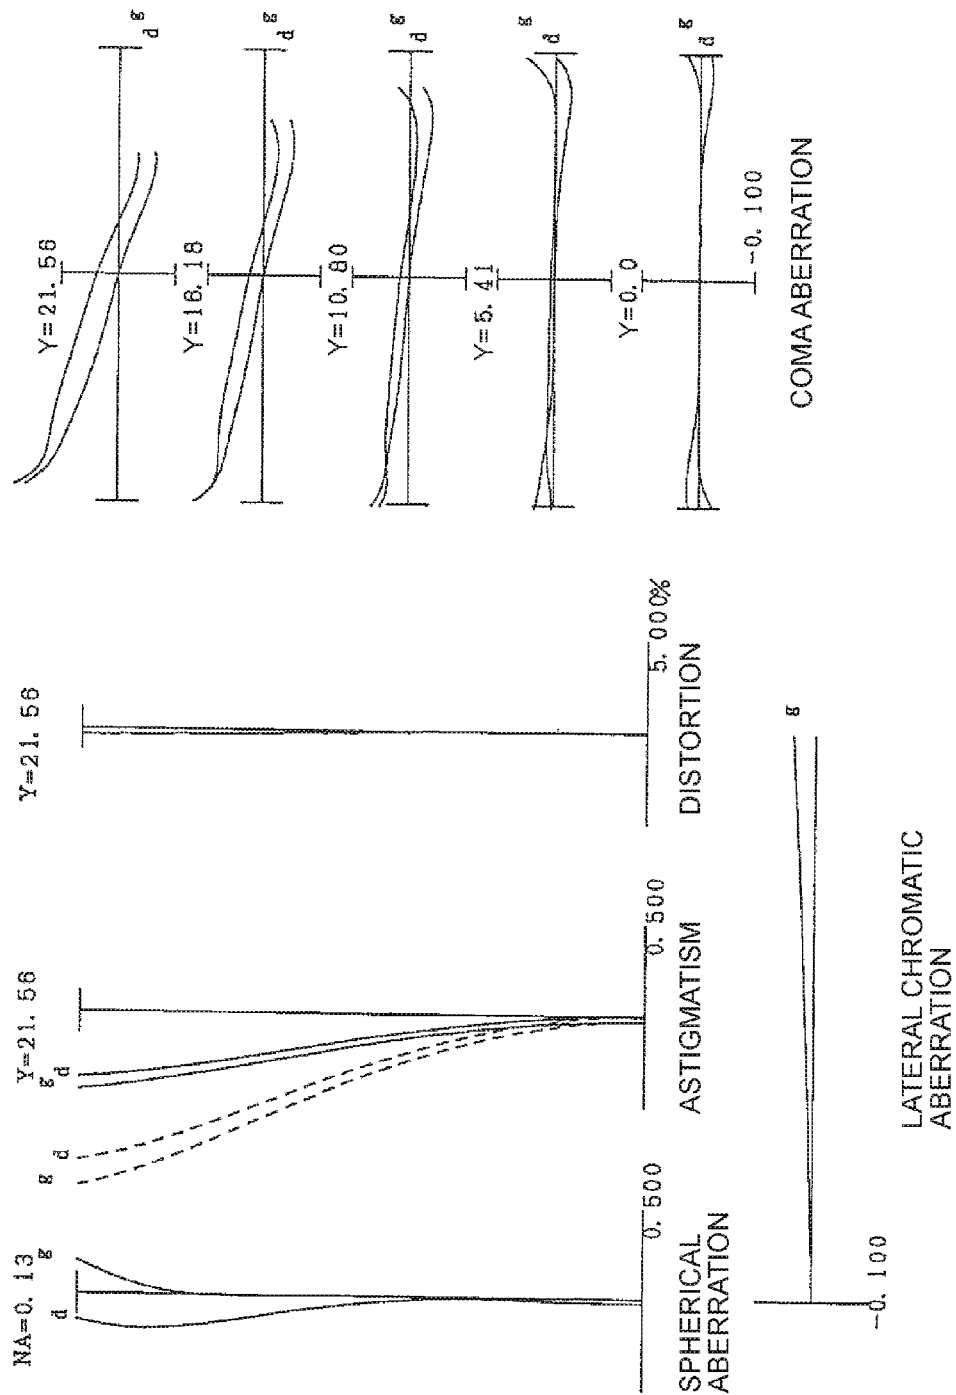 NA=0. 13
d
g
0. 500
SPHERICAL
ABERRATION
Y=21. 56
g
d
g
d
0. 500
ASTIGMATISM
Y=21. 56
5. 000%
DISTORTION
Y=21. 56
g
d
Y=16. 18
g
d
Y=10. 80
g
d
Y=5. 41
g
d
Y=0. 0
g
d
-0. 100
COMA ABERRATION
g
-0. 100
LATERAL CHROMATIC
ABERRATION